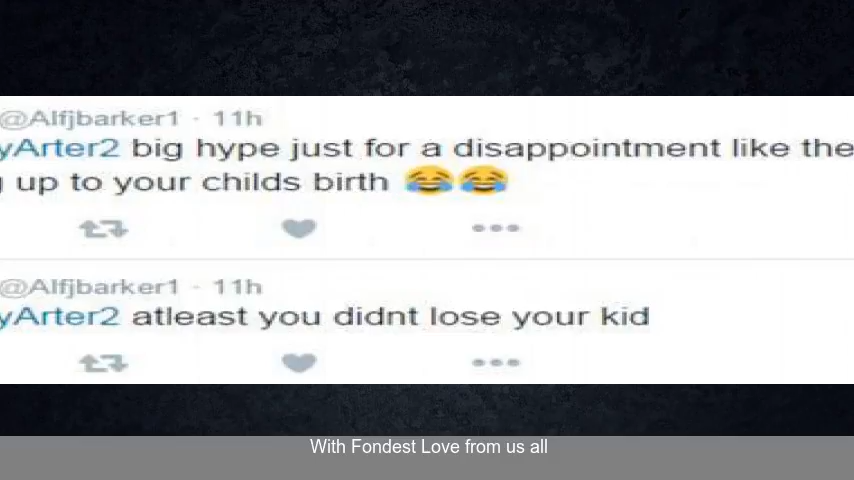 @Alfjbarker1 · 11h
yArter2 big hype just for a disappointment like the
up to your childs birth 😂😂
@Alfjbarker1 · 11h
yArter2 atleast you didnt lose your kid
With Fondest Love from us all